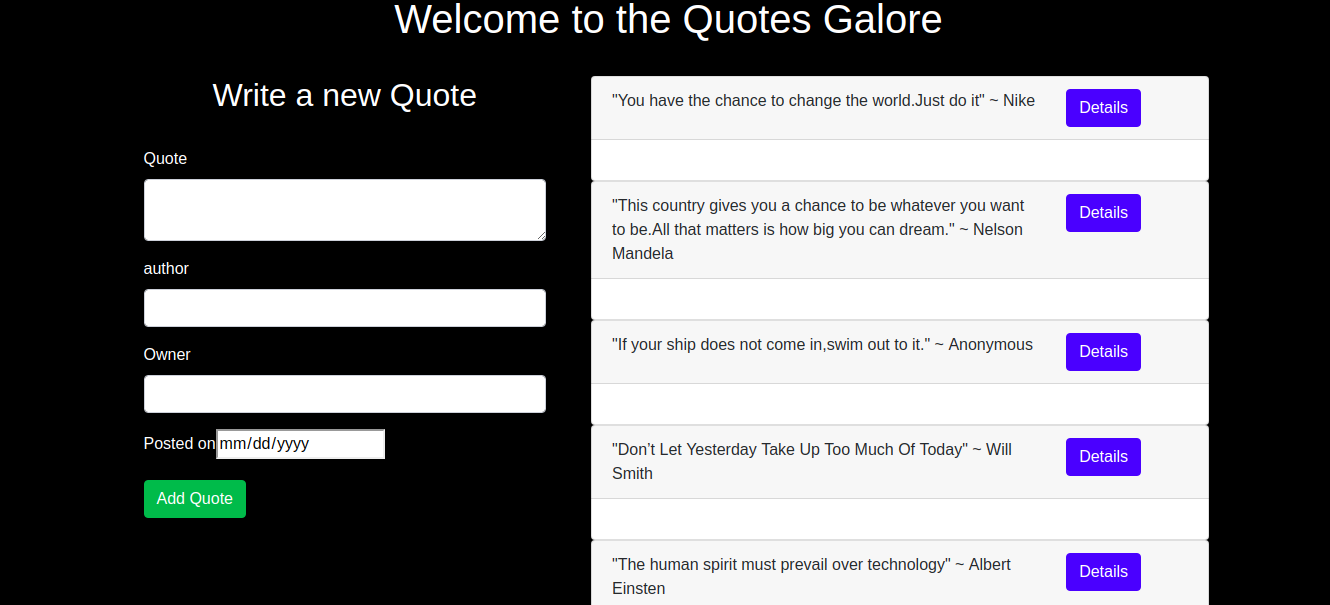 Welcome to the Quotes Galore
Write a new Quote
Quote
author
Owner
Posted on mm/dd/yyyy
Add Quote
"You have the chance to change the world.Just do it" ~ Nike
Details
"This country gives you a chance to be whatever you want
to be.All that matters is how big you can dream." ~ Nelson
Mandela
Details
"If your ship does not come in,swim out to it." ~ Anonymous
Details
"Don’t Let Yesterday Take Up Too Much Of Today" ~ Will
Smith
Details
"The human spirit must prevail over technology" ~ Albert
Einsten
Details